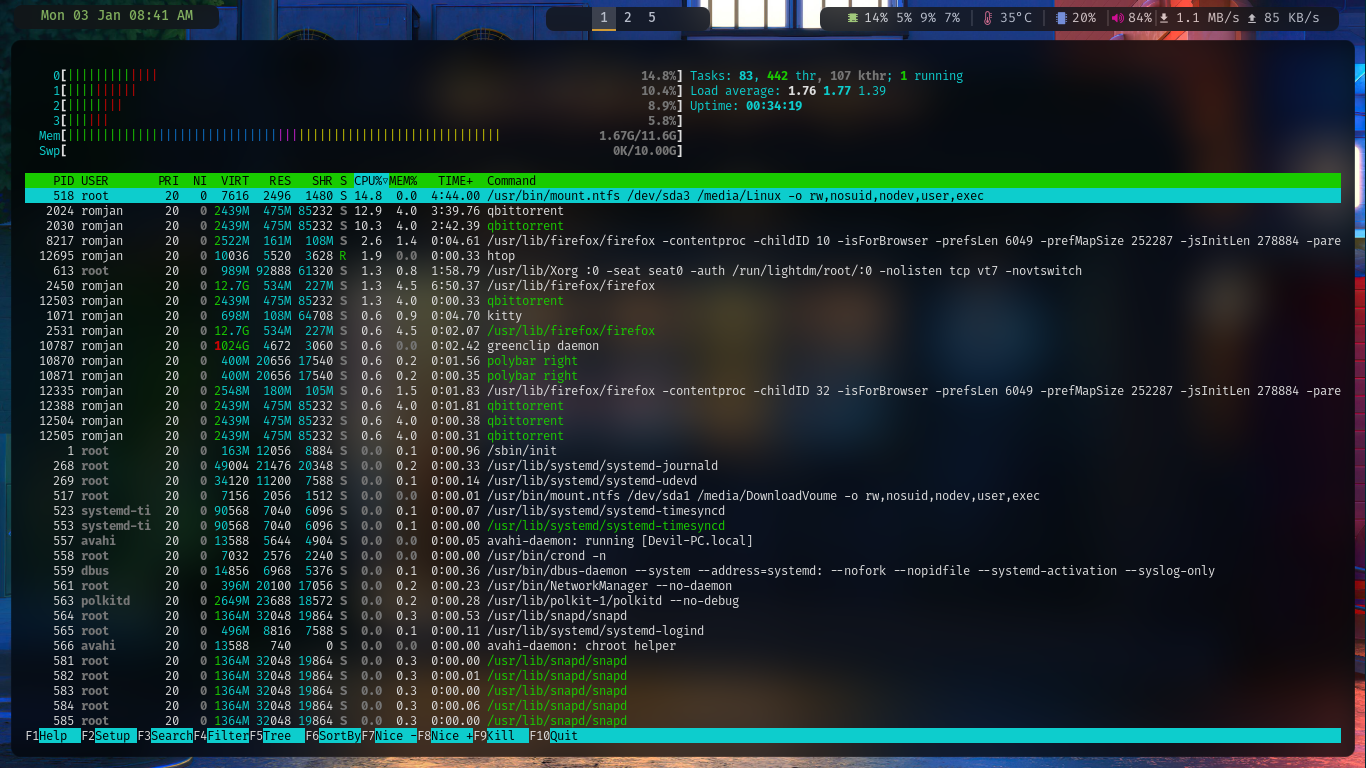 Mon 03 Jan 08:41 AM
1 2 5
14% 5% 9% 7% 35°C 20% 84% 1.1 MB/s 85 KB/s
0[ 14.8%] Tasks: 83, 442 thr, 107 kthr; 1 running
1[ 10.4%] Load average: 1.76 1.77 1.39
2[ 8.9%] Uptime: 00:34:19
3[ 5.8%]
Mem[ 1.67G/11.6G]
Swp[ 0K/10.00G]
PID USER PRI NI VIRT RES SHR S CPU%▽MEM% TIME+ Command
518 root 20 0 7616 2496 1480 S 14.8 0.0 4:44.00 /usr/bin/mount.ntfs /dev/sda3 /media/Linux -o rw,nosuid,nodev,user,exec
2024 romjan 20 0 2439M 475M 85232 S 12.9 4.0 3:39.76 qbittorrent
2030 romjan 20 0 2439M 475M 85232 S 10.3 4.0 2:42.39 qbittorrent
8217 romjan 20 0 2522M 161M 108M S 2.6 1.4 0:04.61 /usr/lib/firefox/firefox -contentproc -childID 10 -isForBrowser -prefsLen 6049 -prefMapSize 252287 -jsInitLen 278884 -pare
12695 romjan 20 0 10036 5520 3628 R 1.9 0.0 0:00.33 htop
613 root 20 0 989M 92888 61320 S 1.3 0.8 1:58.79 /usr/lib/Xorg :0 -seat seat0 -auth /run/lightdm/root/:0 -nolisten tcp vt7 -novtswitch
2450 romjan 20 0 12.7G 534M 227M S 1.3 4.5 6:50.37 /usr/lib/firefox/firefox
12503 romjan 20 0 2439M 475M 85232 S 1.3 4.0 0:00.33 qbittorrent
1071 romjan 20 0 698M 108M 64708 S 0.6 0.9 0:04.70 kitty
2531 romjan 20 0 12.7G 534M 227M S 0.6 4.5 0:02.07 /usr/lib/firefox/firefox
10787 romjan 20 0 1024G 4672 3060 S 0.6 0.0 0:02.42 greenclip daemon
10870 romjan 20 0 400M 20656 17540 S 0.6 0.2 0:01.56 polybar right
10871 romjan 20 0 400M 20656 17540 S 0.6 0.2 0:00.35 polybar right
12335 romjan 20 0 2548M 180M 105M S 0.6 1.5 0:01.83 /usr/lib/firefox/firefox -contentproc -childID 32 -isForBrowser -prefsLen 6049 -prefMapSize 252287 -jsInitLen 278884 -pare
12388 romjan 20 0 2439M 475M 85232 S 0.6 4.0 0:01.81 qbittorrent
12504 romjan 20 0 2439M 475M 85232 S 0.6 4.0 0:00.38 qbittorrent
12505 romjan 20 0 2439M 475M 85232 S 0.6 4.0 0:00.31 qbittorrent
1 root 20 0 163M 12056 8884 S 0.0 0.1 0:00.96 /sbin/init
268 root 20 0 49004 21476 20348 S 0.0 0.2 0:00.33 /usr/lib/systemd/systemd-journald
269 root 20 0 34120 11200 7588 S 0.0 0.1 0:00.14 /usr/lib/systemd/systemd-udevd
517 root 20 0 7156 2056 1512 S 0.0 0.0 0:00.01 /usr/bin/mount.ntfs /dev/sda1 /media/DownloadVoume -o rw,nosuid,nodev,user,exec
523 systemd-ti 20 0 90568 7040 6096 S 0.0 0.1 0:00.07 /usr/lib/systemd/systemd-timesyncd
553 systemd-ti 20 0 90568 7040 6096 S 0.0 0.1 0:00.00 /usr/lib/systemd/systemd-timesyncd
557 avahi 20 0 13588 5644 4904 S 0.0 0.0 0:00.05 avahi-daemon: running [Devil-PC.local]
558 root 20 0 7032 2576 2240 S 0.0 0.0 0:00.00 /usr/bin/crond -n
559 dbus 20 0 14856 6968 5376 S 0.0 0.1 0:00.36 /usr/bin/dbus-daemon --system --address=systemd: --nofork --nopidfile --systemd-activation --syslog-only
561 root 20 0 396M 20100 17056 S 0.0 0.2 0:00.23 /usr/bin/NetworkManager --no-daemon
563 polkitd 20 0 2649M 23688 18572 S 0.0 0.2 0:00.28 /usr/lib/polkit-1/polkitd --no-debug
564 root 20 0 1364M 32048 19864 S 0.0 0.3 0:00.53 /usr/lib/snapd/snapd
565 root 20 0 496M 8816 7588 S 0.0 0.1 0:00.11 /usr/lib/systemd/systemd-logind
566 avahi 20 0 13588 740 0 S 0.0 0.0 0:00.00 avahi-daemon: chroot helper
581 root 20 0 1364M 32048 19864 S 0.0 0.3 0:00.00 /usr/lib/snapd/snapd
582 root 20 0 1364M 32048 19864 S 0.0 0.3 0:00.01 /usr/lib/snapd/snapd
583 root 20 0 1364M 32048 19864 S 0.0 0.3 0:00.00 /usr/lib/snapd/snapd
584 root 20 0 1364M 32048 19864 S 0.0 0.3 0:00.06 /usr/lib/snapd/snapd
585 root 20 0 1364M 32048 19864 S 0.0 0.3 0:00.00 /usr/lib/snapd/snapd
F1Help F2Setup F3SearchF4FilterF5Tree F6SortByF7Nice -F8Nice +F9Kill F10Quit